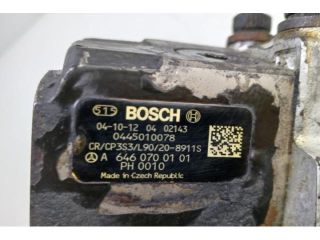 515 BOSCH
04-10-12 04 02143
0445010078
CR/CP3S3/L90/20-8911S
A 646 070 01 01
PH 0010
Made in Czech Republic